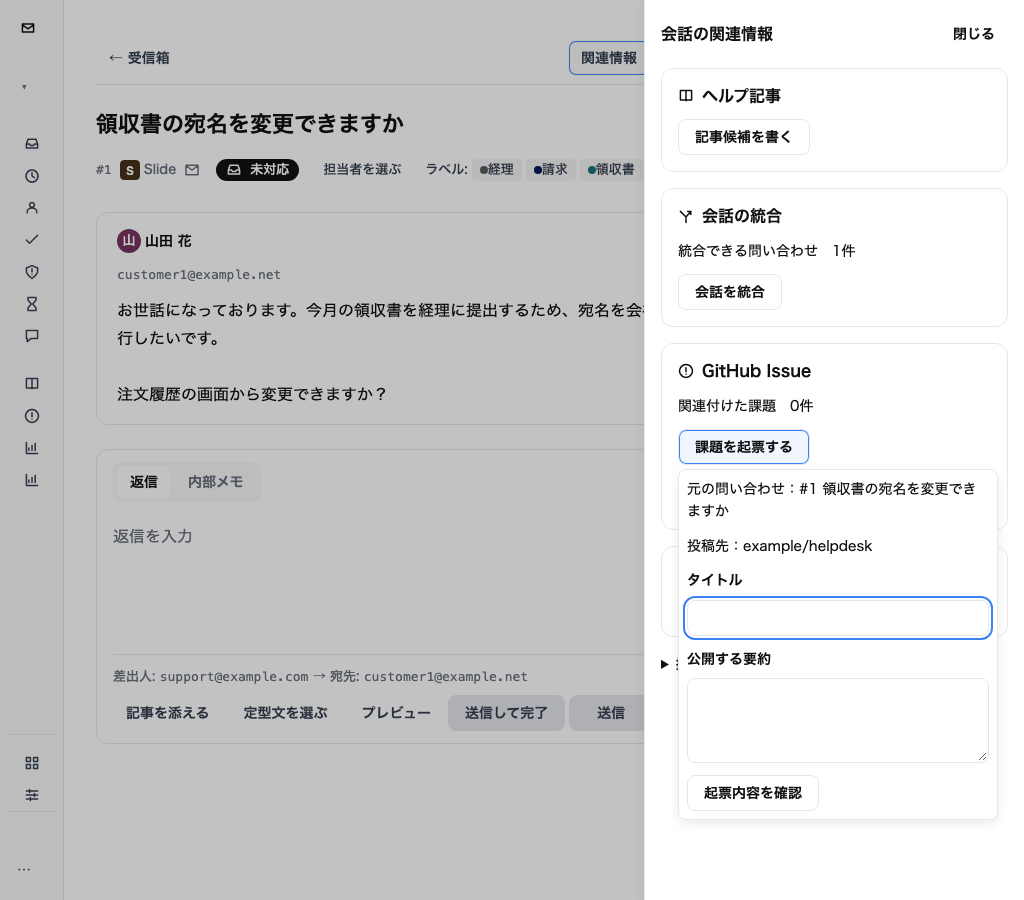 ← 受信箱
関連情報
領収書の宛名を変更できますか
#1 S Slide 未対応 担当者を選ぶ ラベル: 経理 請求 領収書
山 山田 花
customer1@example.net
お世話になっております。今月の領収書を経理に提出するため、宛名を会
行したいです。
注文履歴の画面から変更できますか？
返信 内部メモ
返信を入力
差出人: support@example.com → 宛先: customer1@example.net
記事を添える 定型文を選ぶ プレビュー 送信して完了 送信
...
会話の関連情報 閉じる
ヘルプ記事
記事候補を書く
会話の統合
統合できる問い合わせ 1件
会話を統合
GitHub Issue
関連付けた課題 0件
課題を起票する
元の問い合わせ：#1 領収書の宛名を変更でき
ますか
投稿先：example/helpdesk
タイトル
公開する要約
起票内容を確認